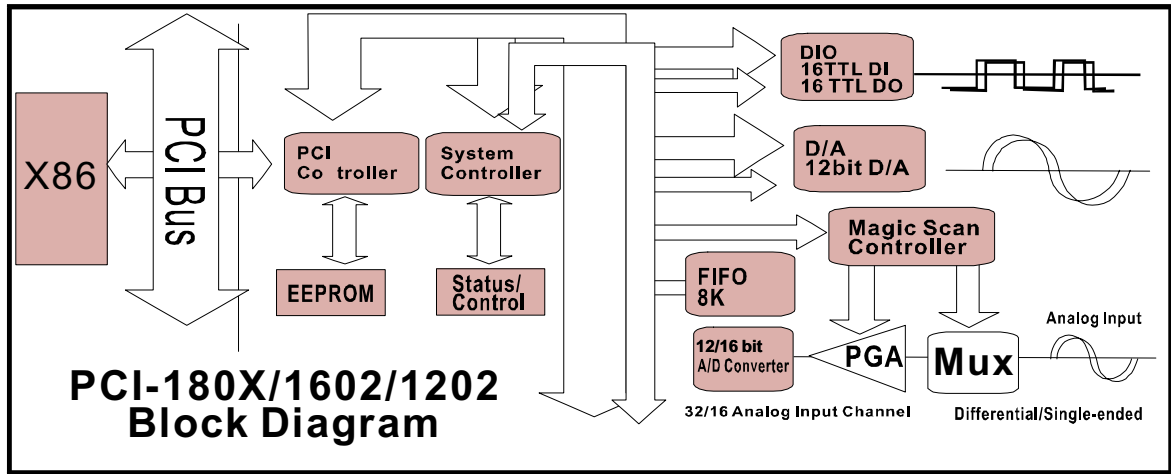 X86
PCI Bus
PCI
Co troller
System
Controller
EEPROM
Status/
Control
DIO
16TTL DI
16 TTL DO
D/A
12bit D/A
Magic Scan
Controller
FIFO
8K
12/16 bit
A/D Converter
PGA
Mux
Analog Input
32/16 Analog Input Channel
Differential/Single-ended
PCI-180X/1602/1202
Block Diagram